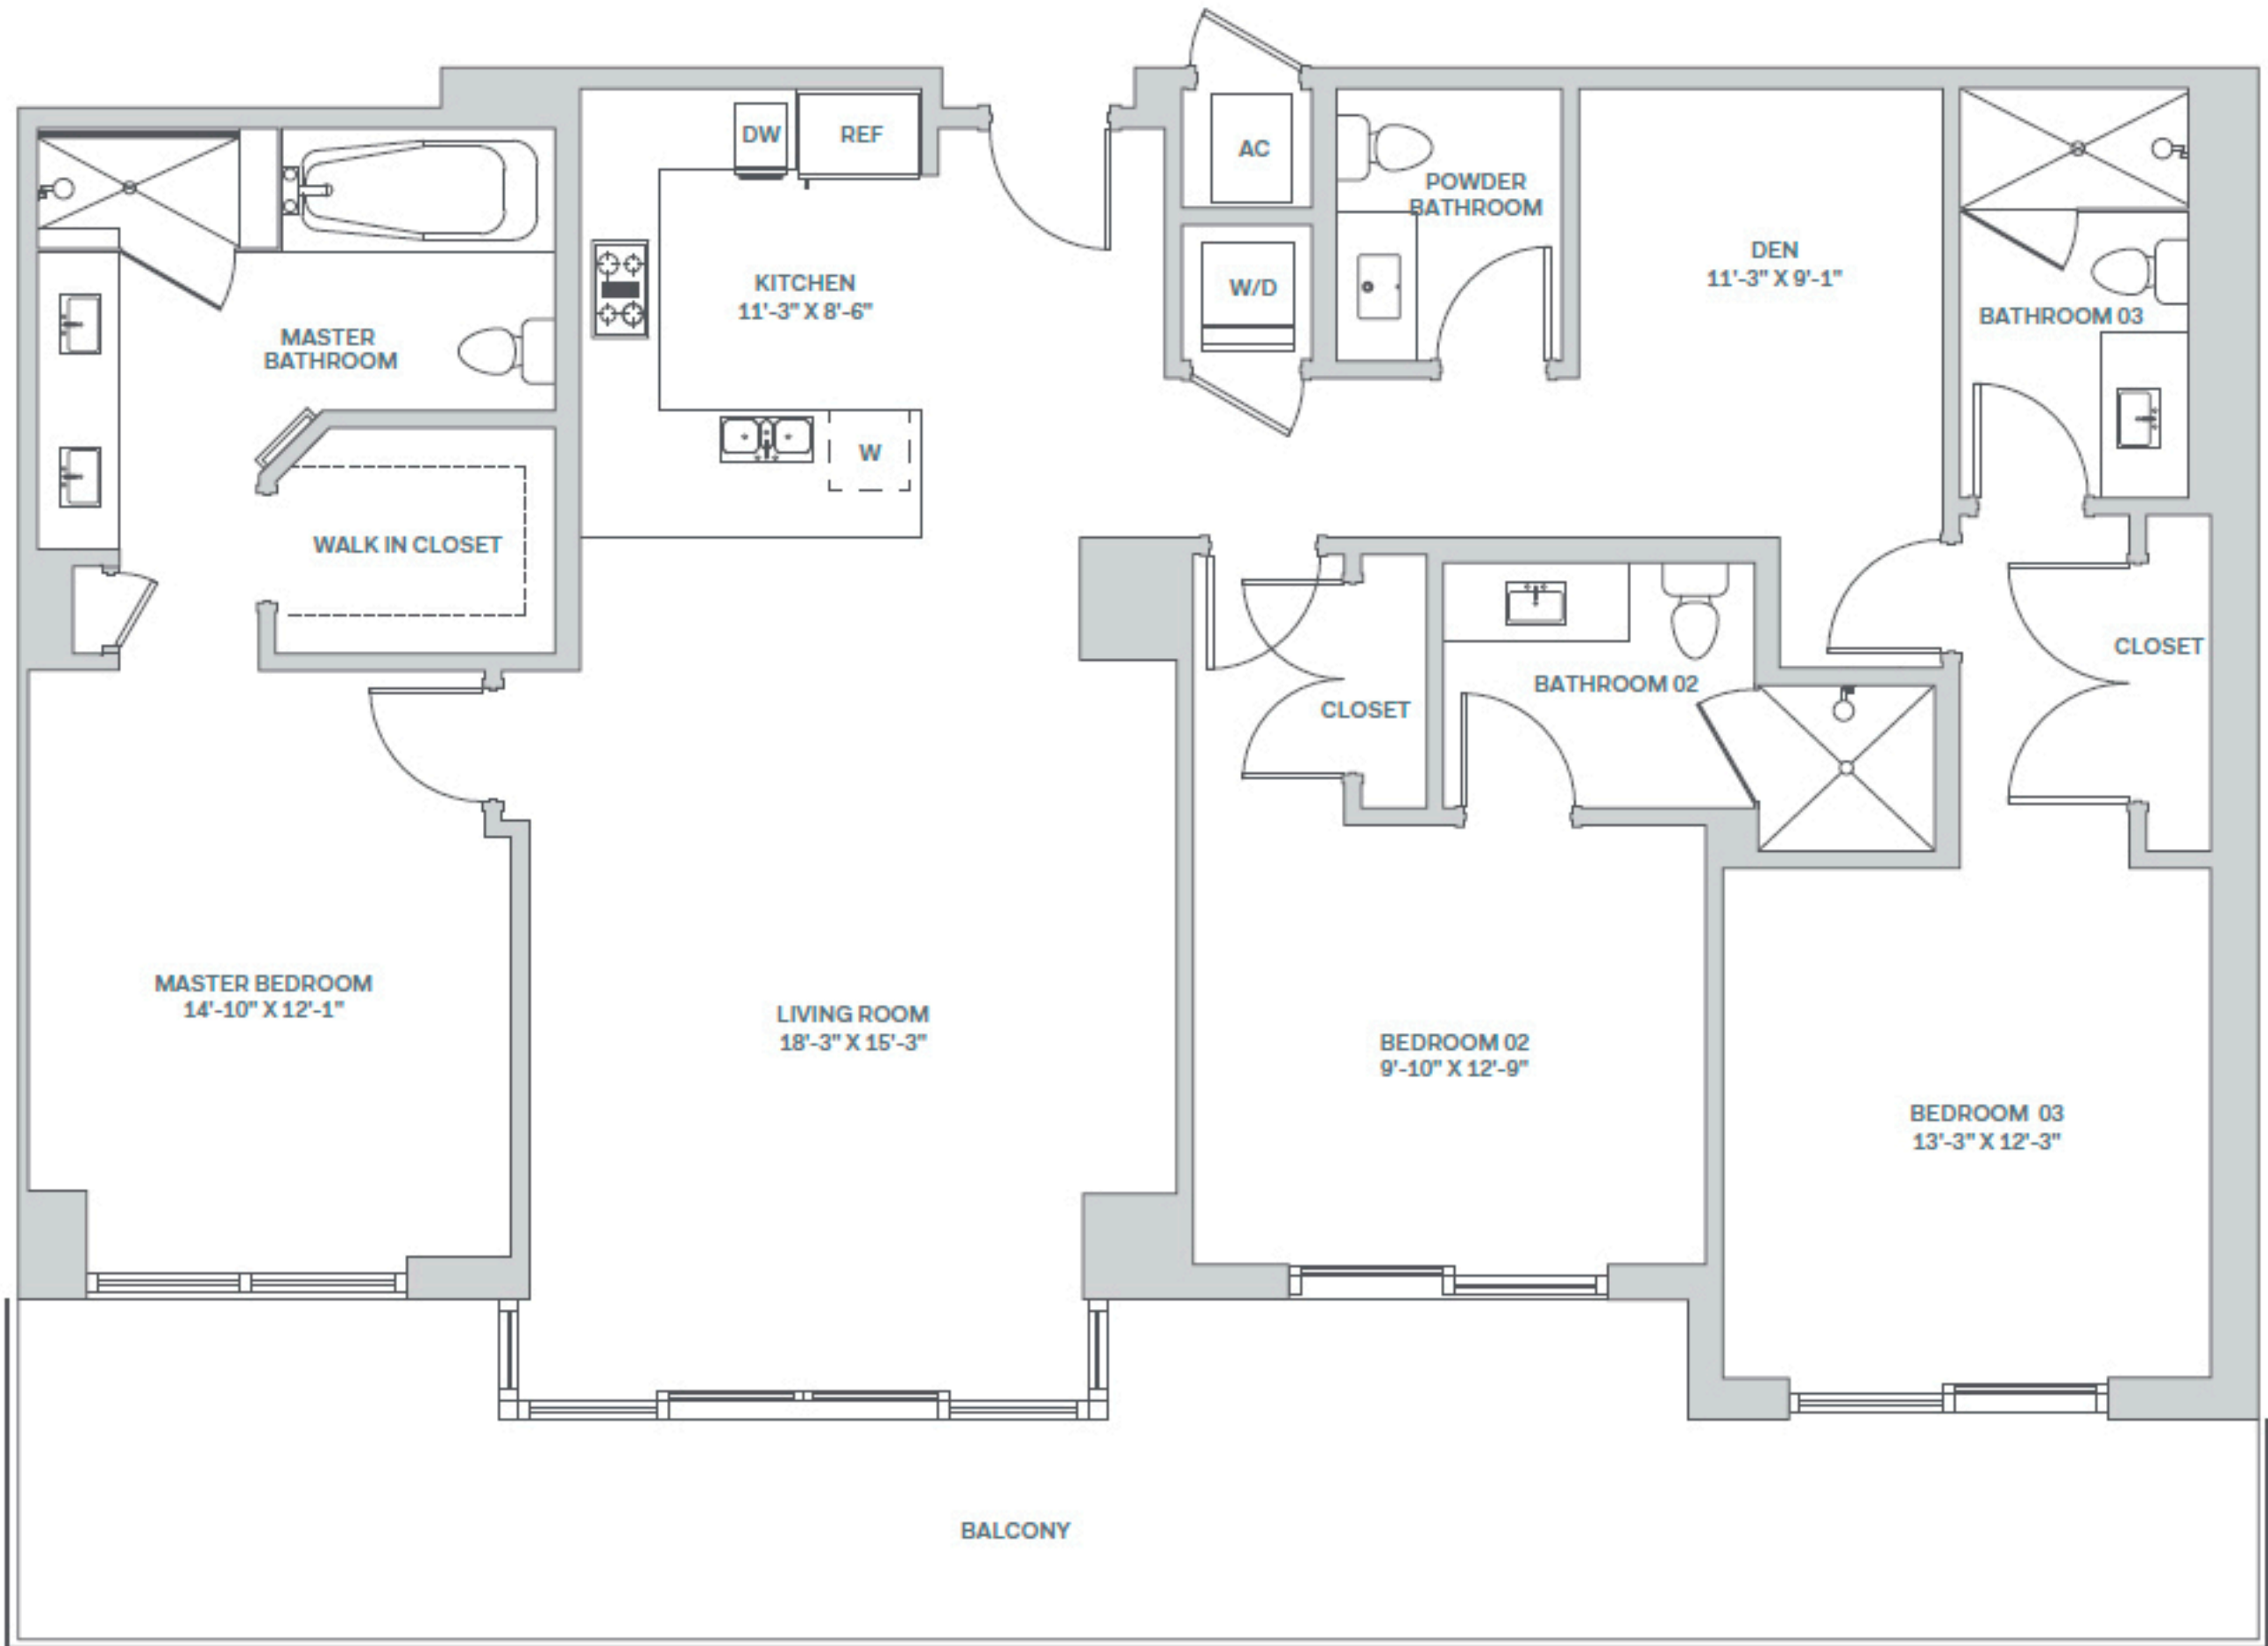 DW
REF
AC
POWDER
BATHROOM
DEN
11'-3" X 9'-1"
KITCHEN
11'-3" X 8'-6"
W/D
BATHROOM 03
MASTER
BATHROOM
W
WALK IN CLOSET
CLOSET
BATHROOM 02
CLOSET
MASTER BEDROOM
14'-10" X 12'-1"
LIVING ROOM
18'-3" X 15'-3"
BEDROOM 02
9'-10" X 12'-9"
BEDROOM 03
13'-3" X 12'-3"
BALCONY